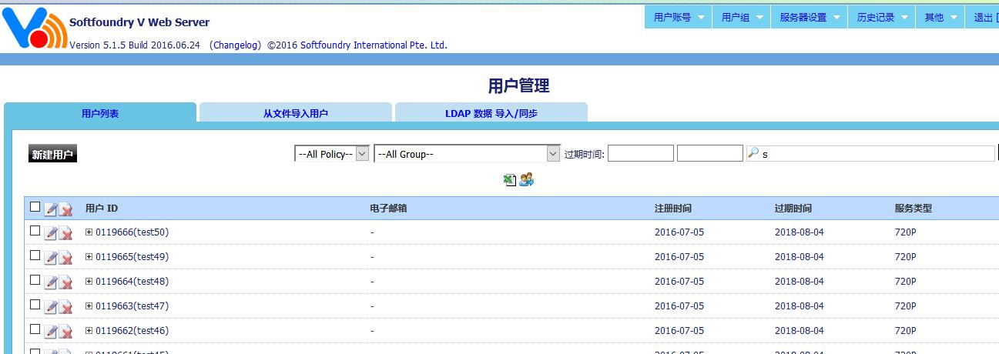 Softfoundry V Web Server
用户账号 用户组 服务器设置 历史记录 其他 退出
Version 5.1.5 Build 2016.06.24 (Changelog) ©2016 Softfoundry International Pte. Ltd.
用户管理
用户列表 从文件导入用户 LDAP 数据 导入/同步
新建用户 --All Policy-- --All Group-- 过期时间: s
用户 ID 电子邮箱 注册时间 过期时间 服务类型
0119666(test50) - 2016-07-05 2018-08-04 720P
0119665(test49) - 2016-07-05 2018-08-04 720P
0119664(test48) - 2016-07-05 2018-08-04 720P
0119663(test47) - 2016-07-05 2018-08-04 720P
0119662(test46) - 2016-07-05 2018-08-04 720P